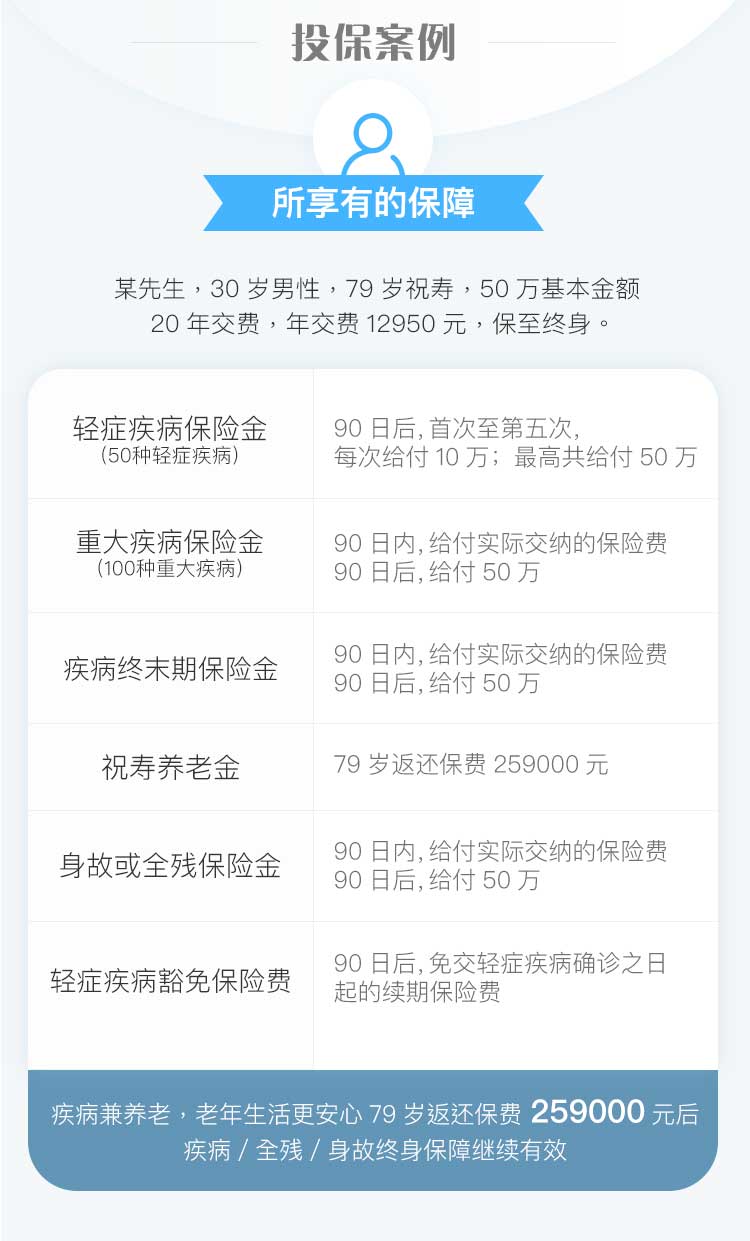 投保案例
所享有的保障
某先生，30 岁男性，79 岁祝寿，50 万基本金额
20 年交费，年交费 12950 元，保至终身。
轻症疾病保险金
(50种轻症疾病)
90 日后, 首次至第五次,
每次给付 10 万；最高共给付 50 万
重大疾病保险金
(100种重大疾病)
90 日内, 给付实际交纳的保险费
90 日后, 给付 50 万
疾病终末期保险金
90 日内, 给付实际交纳的保险费
90 日后, 给付 50 万
祝寿养老金
79 岁返还保费 259000 元
身故或全残保险金
90 日内, 给付实际交纳的保险费
90 日后, 给付 50 万
轻症疾病豁免保险费
90 日后, 免交轻症疾病确诊之日
起的续期保险费
疾病兼养老，老年生活更安心 79 岁返还保费 259000 元后
疾病 / 全残 / 身故终身保障继续有效